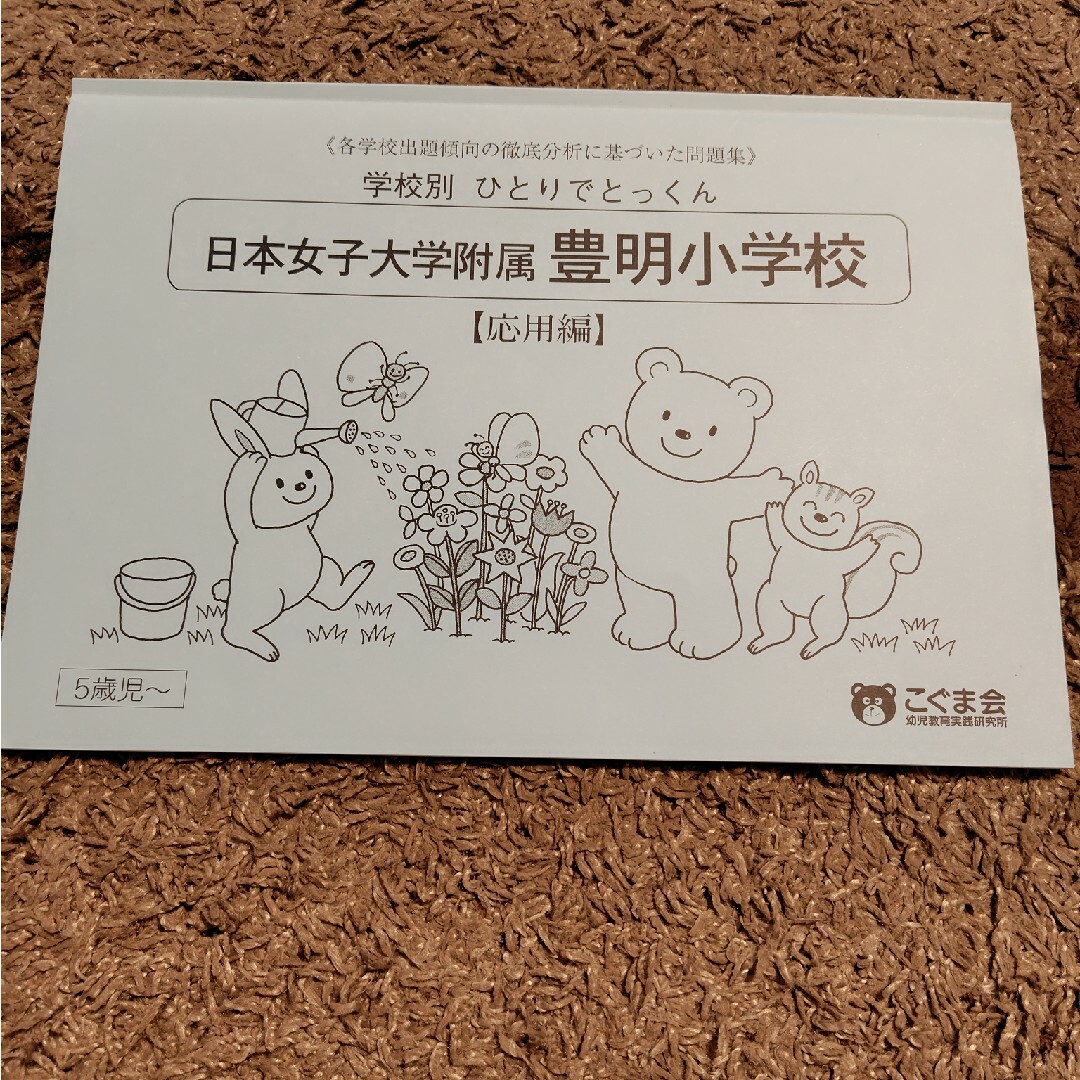 《各学校出題傾向の徹底分析に基づいた問題集》
学校別 ひとりでとっくん
日本女子大学附属 豊明小学校
【応用編】
5歳児～
こぐま会
幼児教育実践研究所